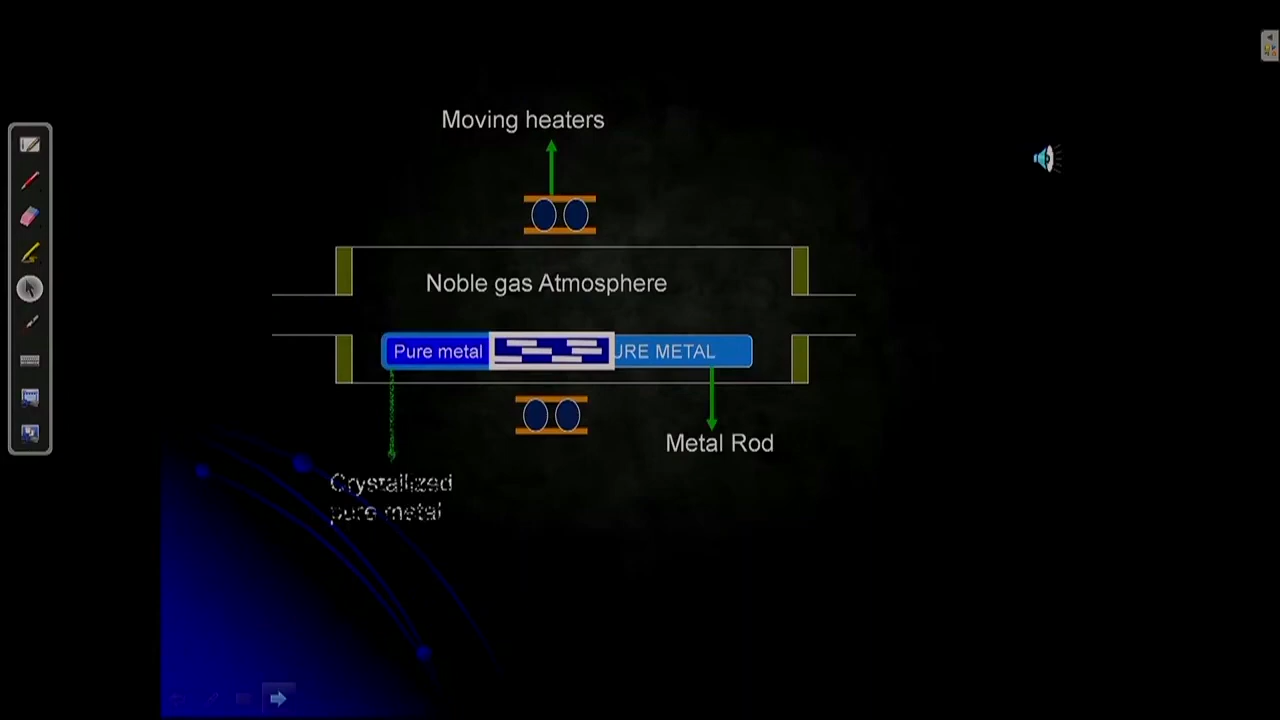 Moving heaters
Noble gas Atmosphere
Pure metal
URE METAL
Metal Rod
Crystallized
pure metal